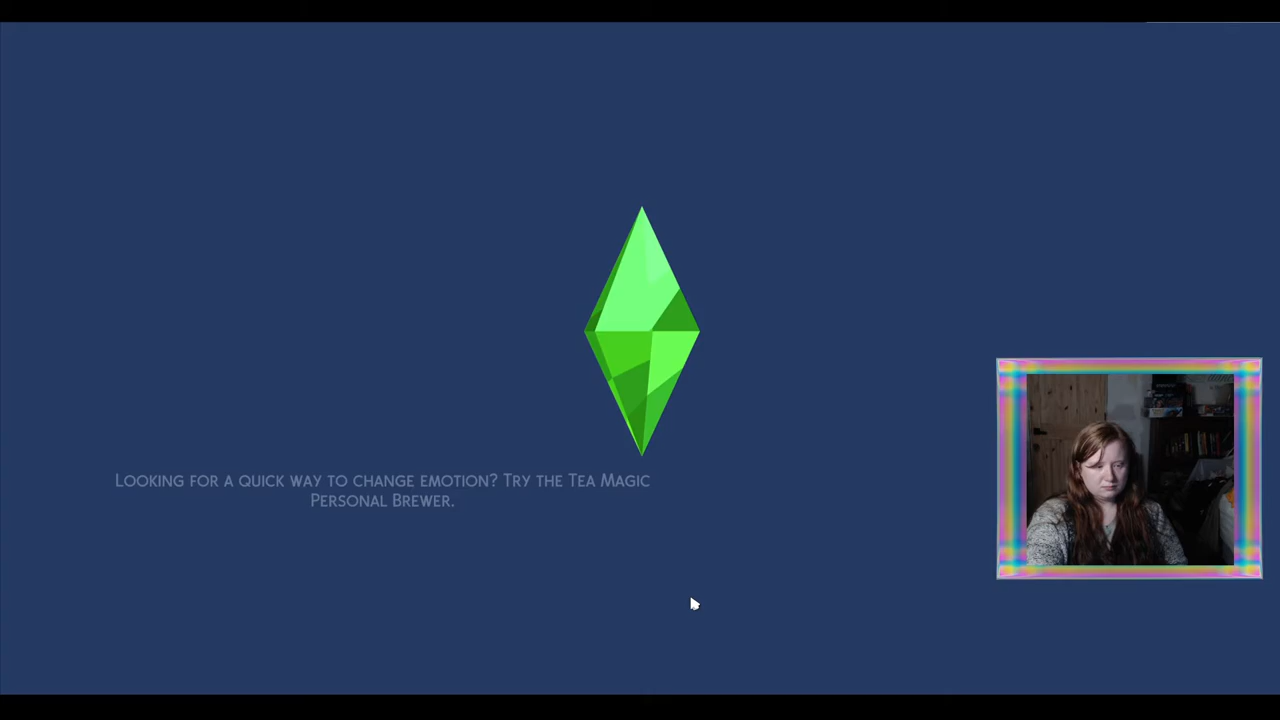 Looking for a quick way to change emotion? Try the Tea Magic
Personal Brewer.